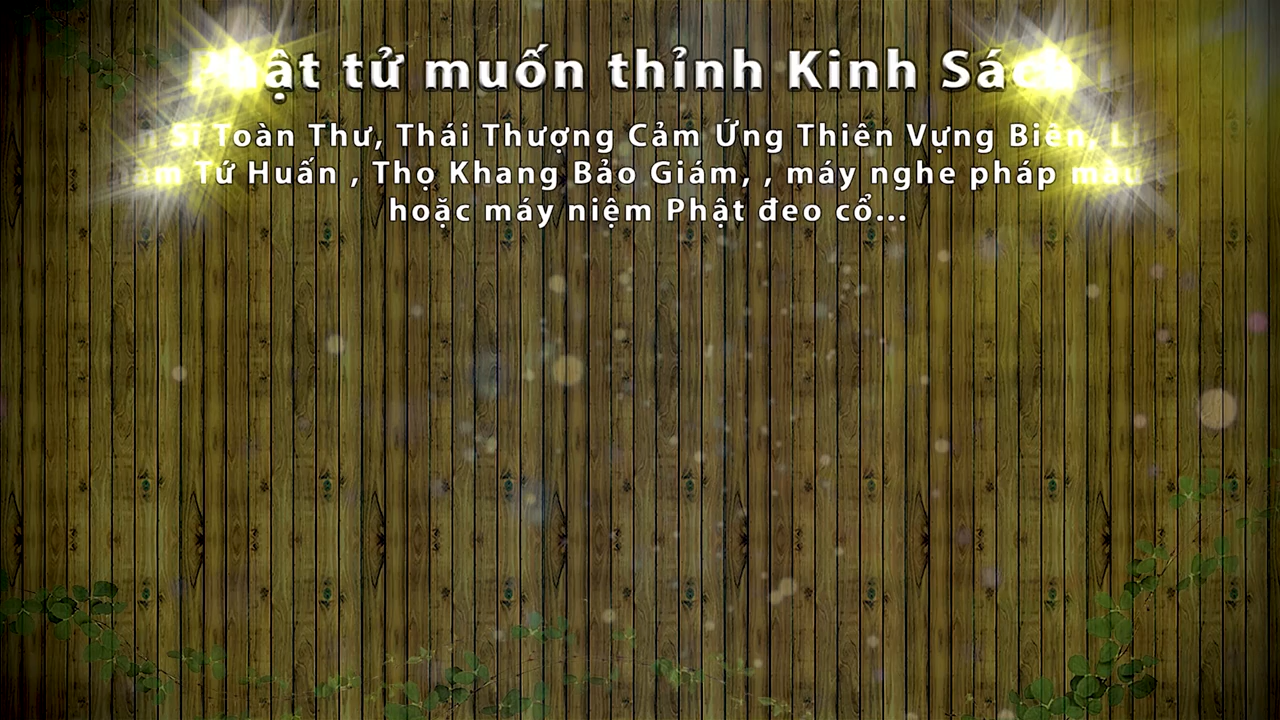 Phật tử muốn thỉnh Kinh Sách
Sĩ Toàn Thư, Thái Thượng Cảm Ứng Thiên Vựng Biên,
Tứ Huấn , Thọ Khang Bảo Giám, , máy nghe pháp màu
hoặc máy niệm Phật đeo cổ...